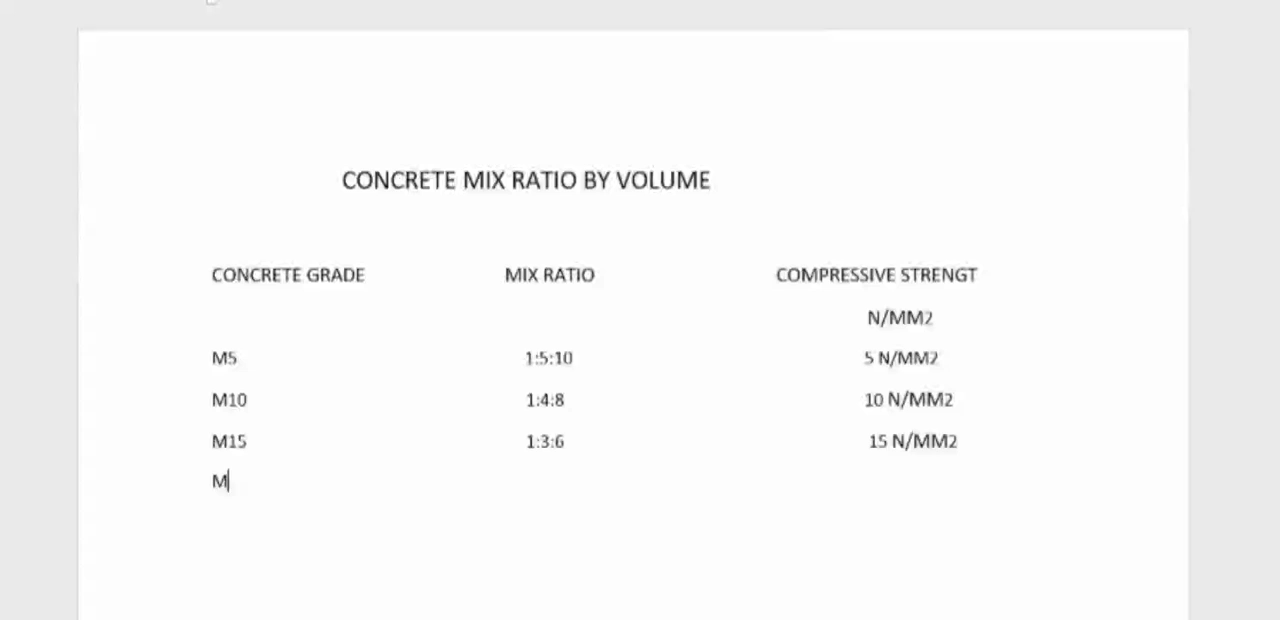 CONCRETE MIX RATIO BY VOLUME
CONCRETE GRADE MIX RATIO COMPRESSIVE STRENGT
N/MM2
M5 1:5:10 5 N/MM2
M10 1:4:8 10 N/MM2
M15 1:3:6 15 N/MM2
M